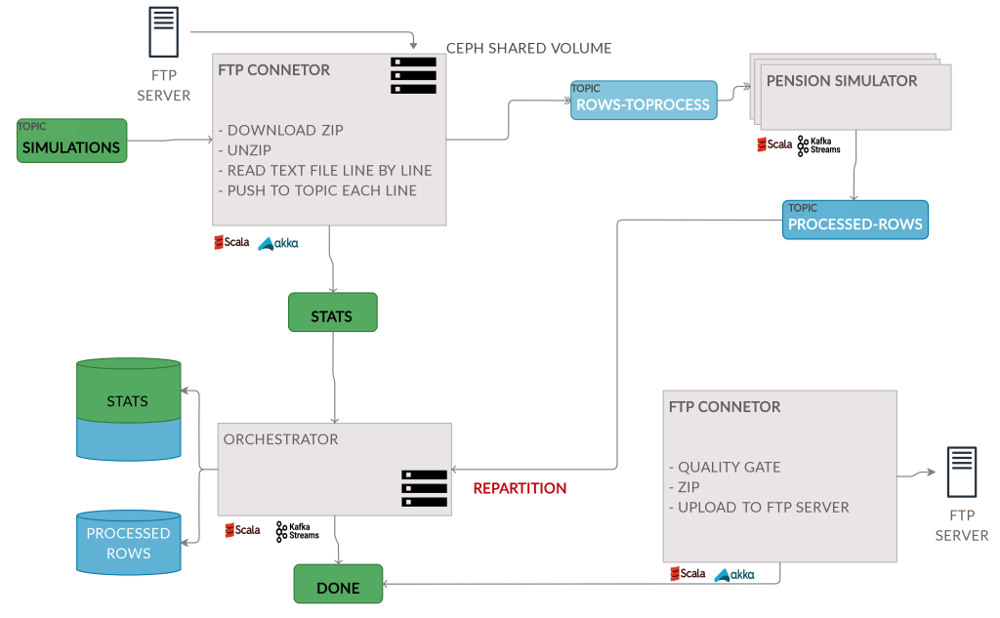 CEPH SHARED VOLUME
FTP
SERVER
FTP CONNETOR
- DOWNLOAD ZIP
- UNZIP
- READ TEXT FILE LINE BY LINE
- PUSH TO TOPIC EACH LINE
Scala
akka
TOPIC
SIMULATIONS
TOPIC
ROWS-TOPROCESS
PENSION SIMULATOR
Scala
Kafka
Streams
TOPIC
PROCESSED-ROWS
STATS
STATS
PROCESSED
ROWS
ORCHESTRATOR
REPARTITION
Scala
Kafka
Streams
DONE
FTP CONNETOR
- QUALITY GATE
- ZIP
- UPLOAD TO FTP SERVER
Scala
akka
FTP
SERVER